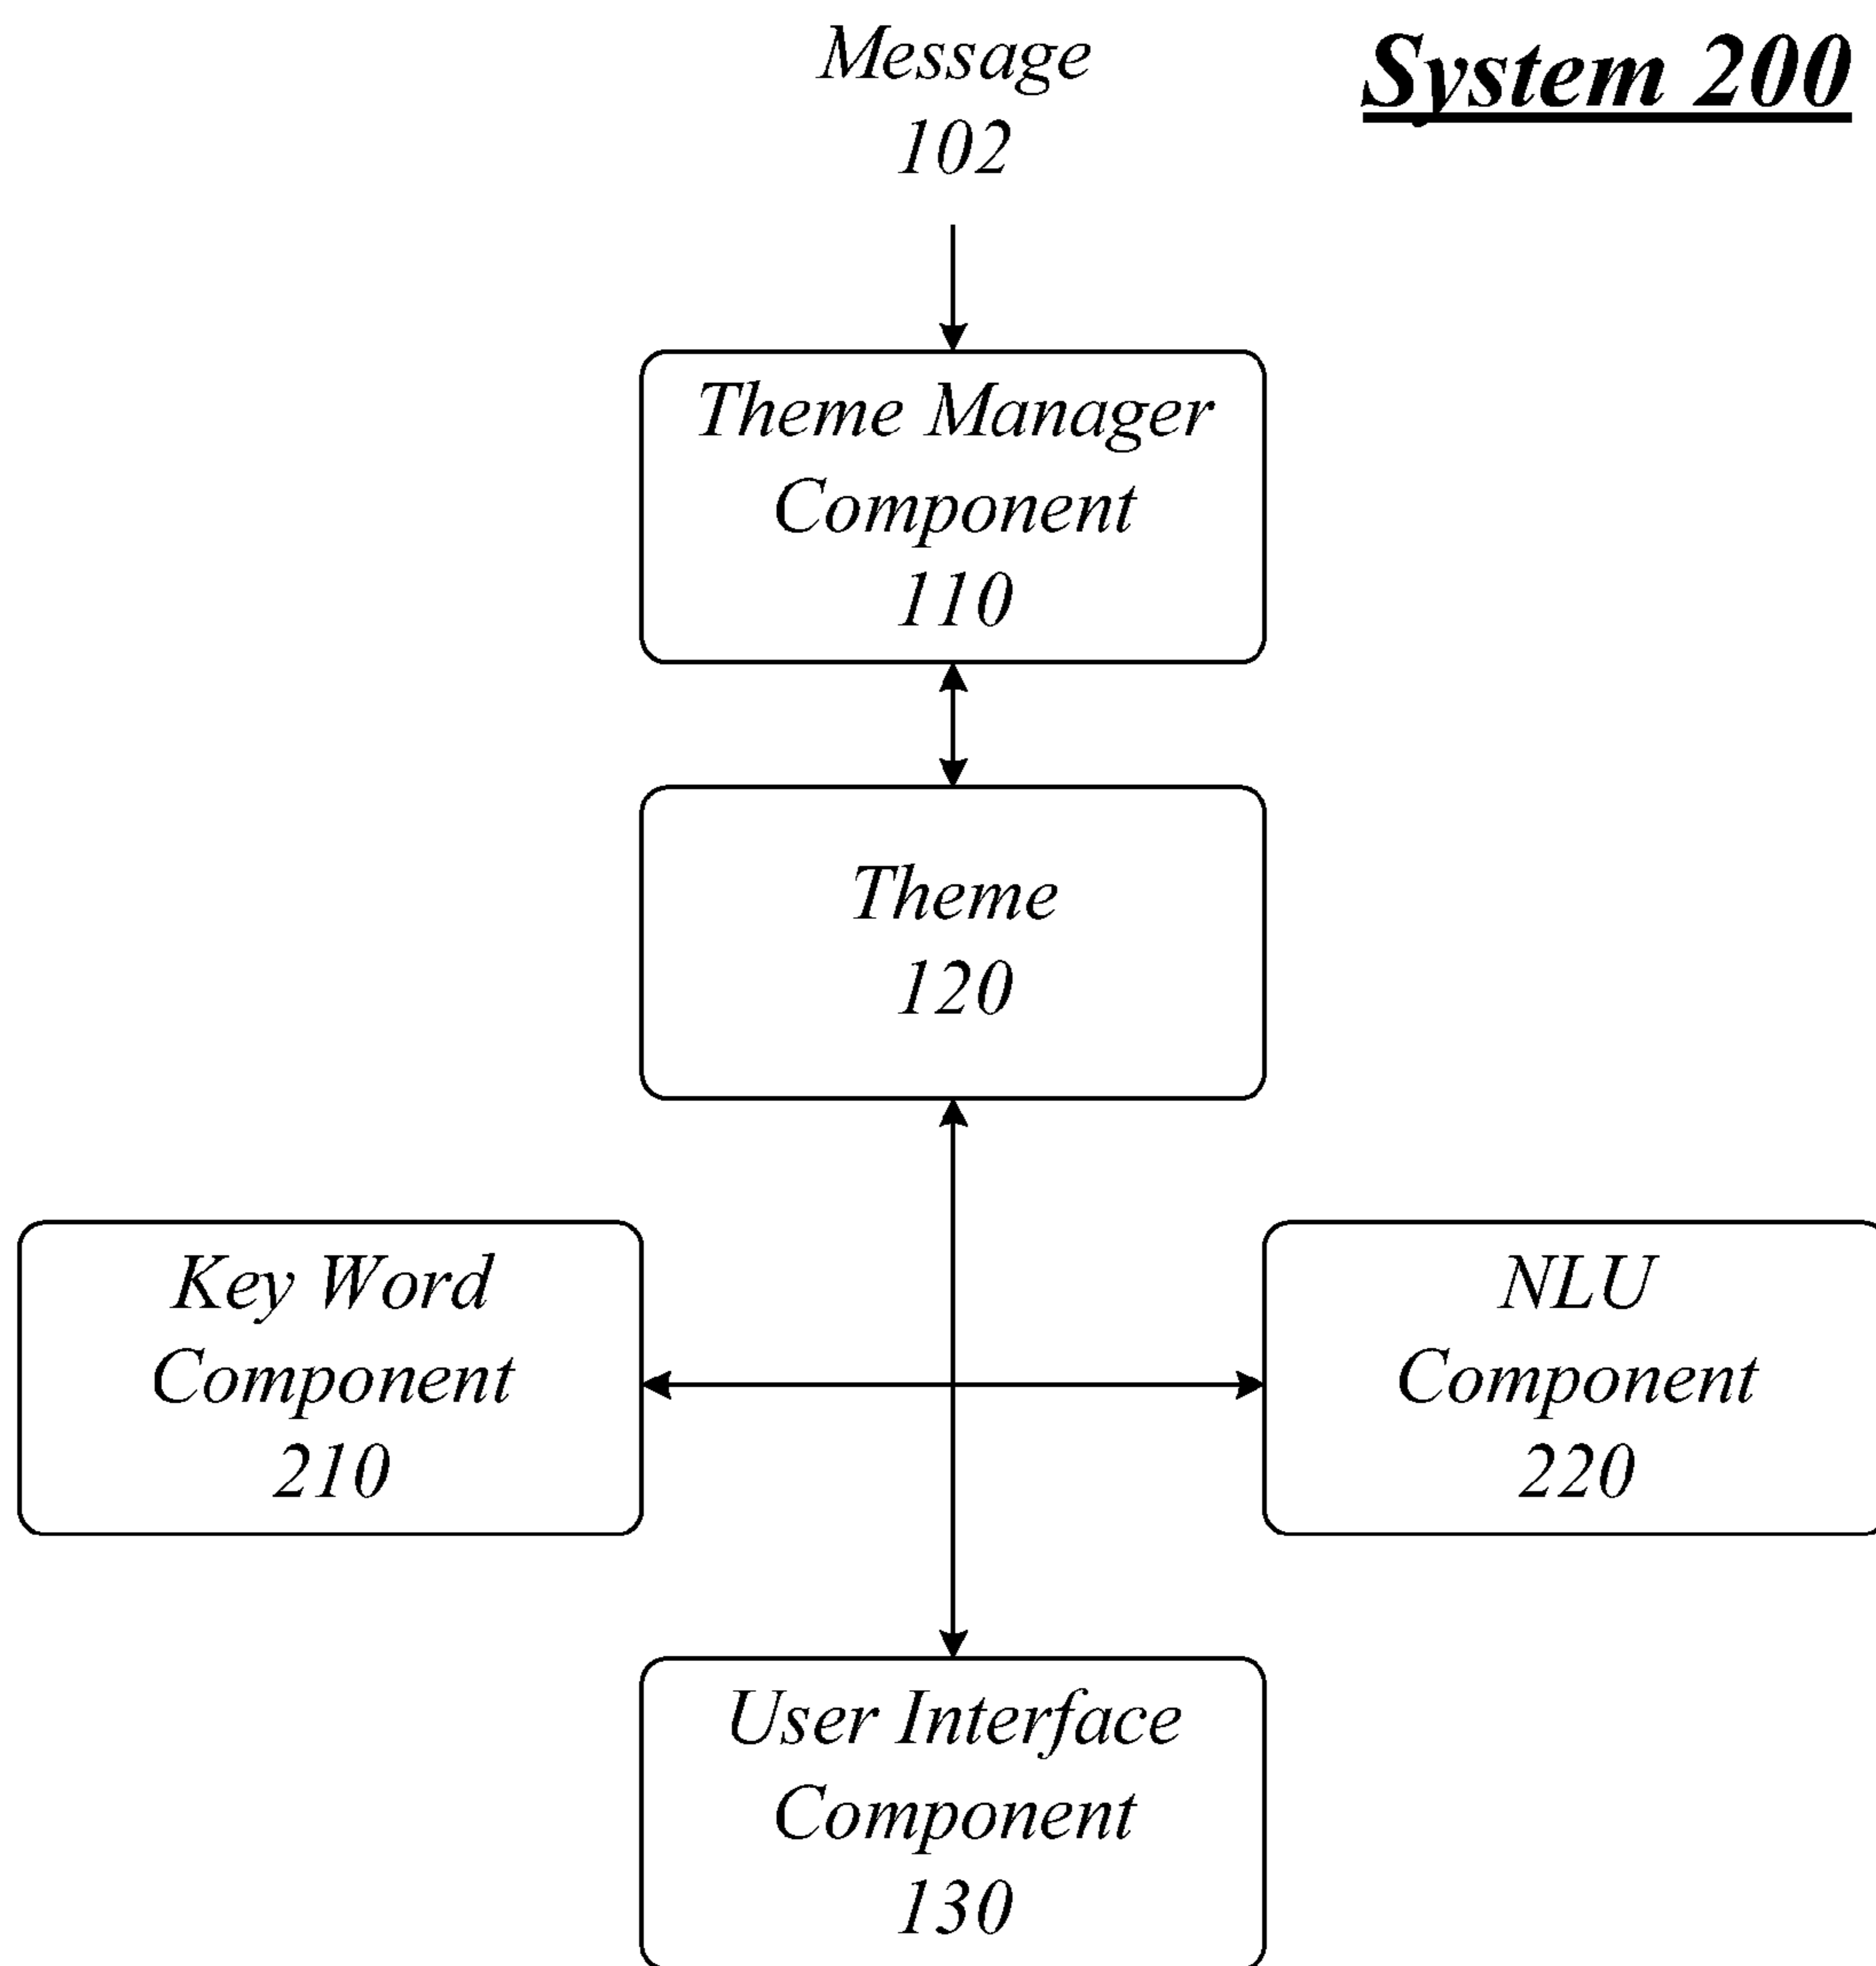 Message
102
System 200
Theme Manager
Component
110
Theme
120
Key Word
Component
210
NLU
Component
220
User Interface
Component
130